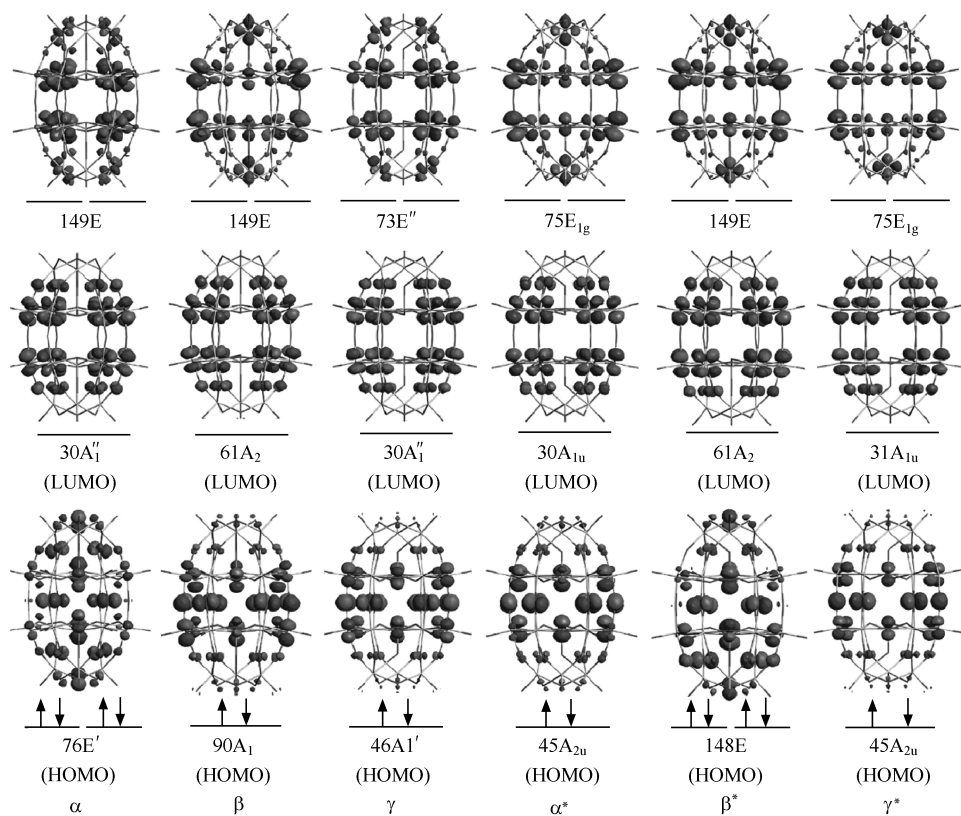 149E 149E 73E″ 75E1g 149E 75E1g
30A″1 61A2 30A″1 30A1u 61A2 31A1u
(LUMO) (LUMO) (LUMO) (LUMO) (LUMO) (LUMO)
76E′ 90A1 46A1′ 45A2u 148E 45A2u
(HOMO) (HOMO) (HOMO) (HOMO) (HOMO) (HOMO)
α β γ α* β* γ*